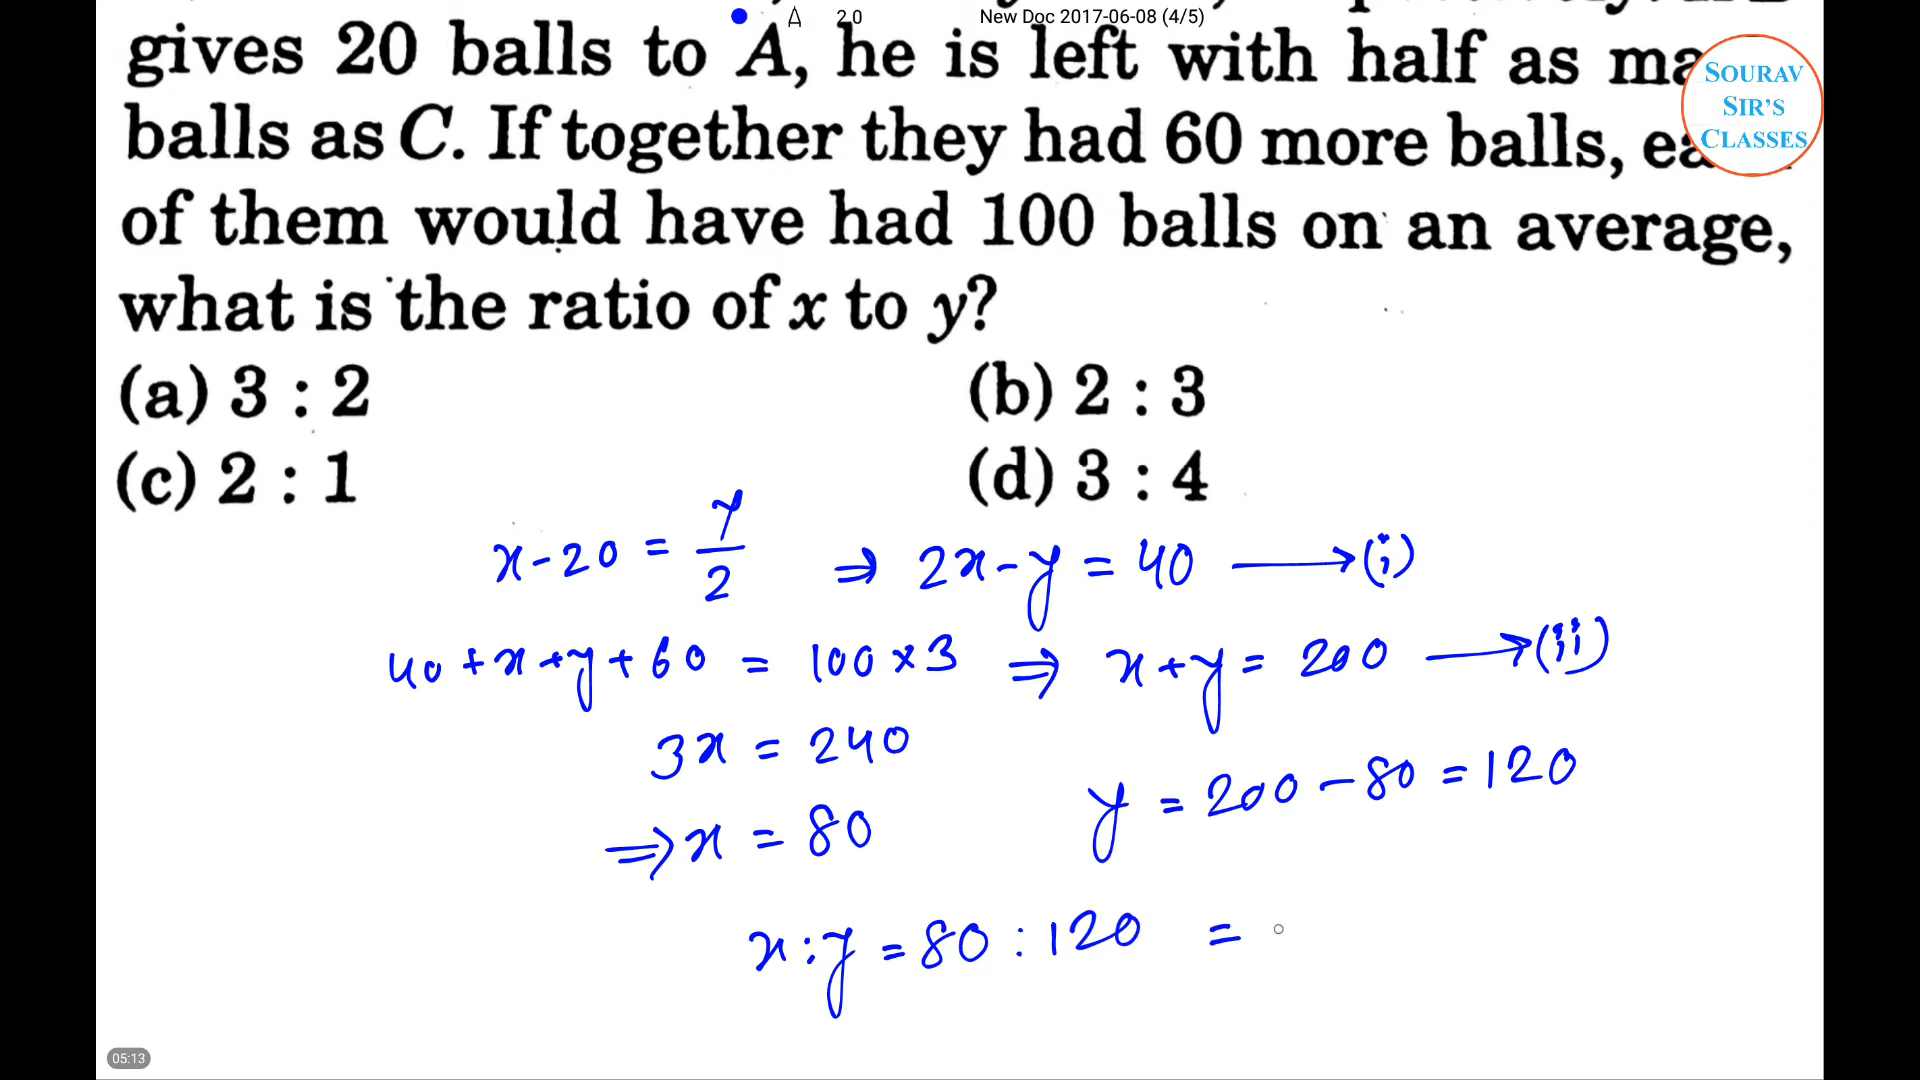 A 2.0 New Doc 2017-06-08 (4/5)
gives 20 balls to A, he is left with half as
balls as C. If together they had 60 more balls,
of them would have had 100 balls on an average,
what is the ratio of x to y?
(a) 3 : 2 (b) 2 : 3
(c) 2 : 1 (d) 3 : 4
SOURAV
SIR'S
CLASSES
x - 20 = y/2 ⇒ 2x - y = 40 → (i)
40 + x + y + 60 = 100 × 3 ⇒ x + y = 200 → (ii)
3x = 240
⇒ x = 80 y = 200 - 80 = 120
x : y = 80 : 120 =
05:13